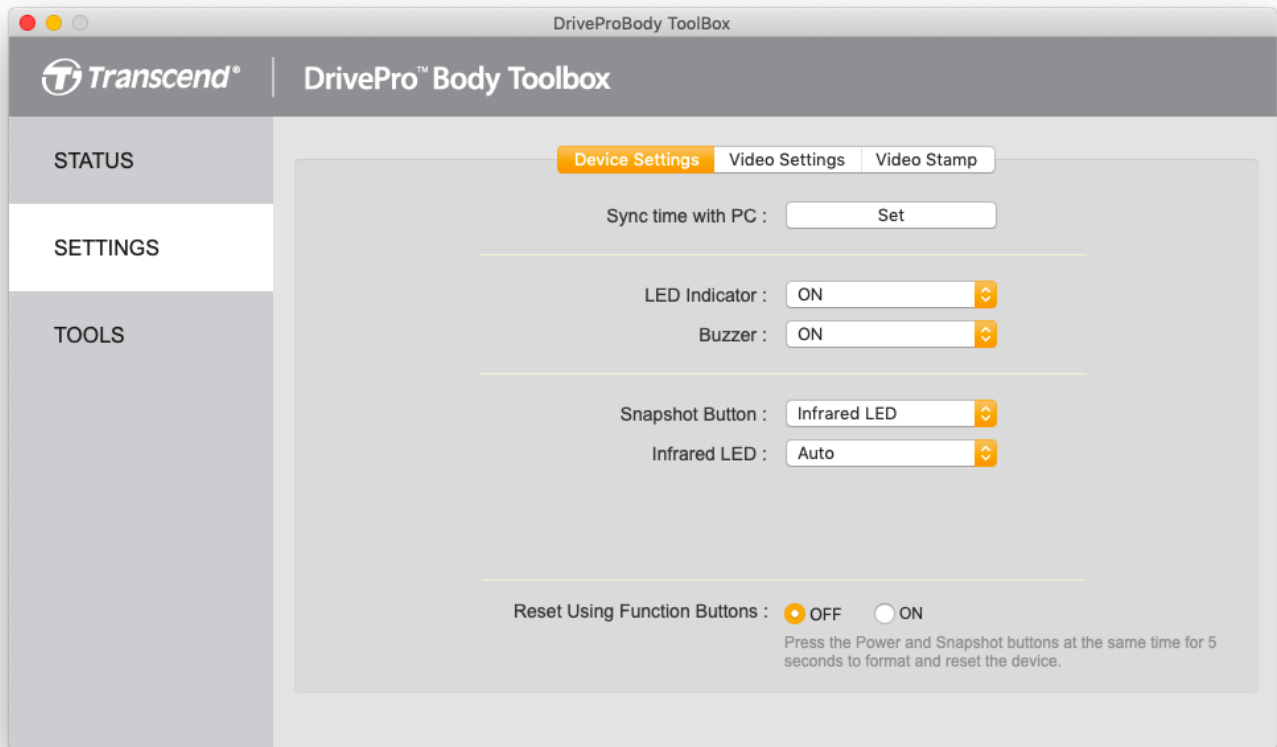 DriveProBody ToolBox
Transcend®
DrivePro™ Body Toolbox
STATUS
SETTINGS
TOOLS
Device Settings Video Settings Video Stamp
Sync time with PC : Set
LED Indicator : ON
Buzzer : ON
Snapshot Button : Infrared LED
Infrared LED : Auto
Reset Using Function Buttons : OFF ON
Press the Power and Snapshot buttons at the same time for 5
seconds to format and reset the device.